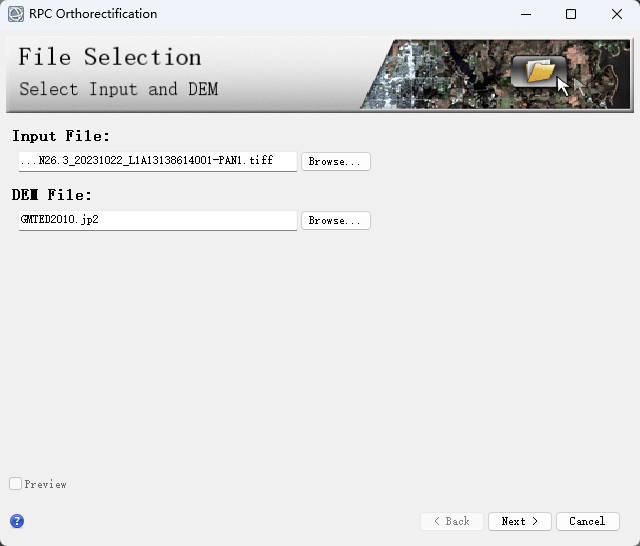 RPC Orthorectification
File Selection
Select Input and DEM
Input File:
...N26.3_20231022_L1A13138614001-PAN1.tiff
Browse...
DEM File:
GMTED2010.jp2
Browse...
Preview
?
< Back
Next >
Cancel